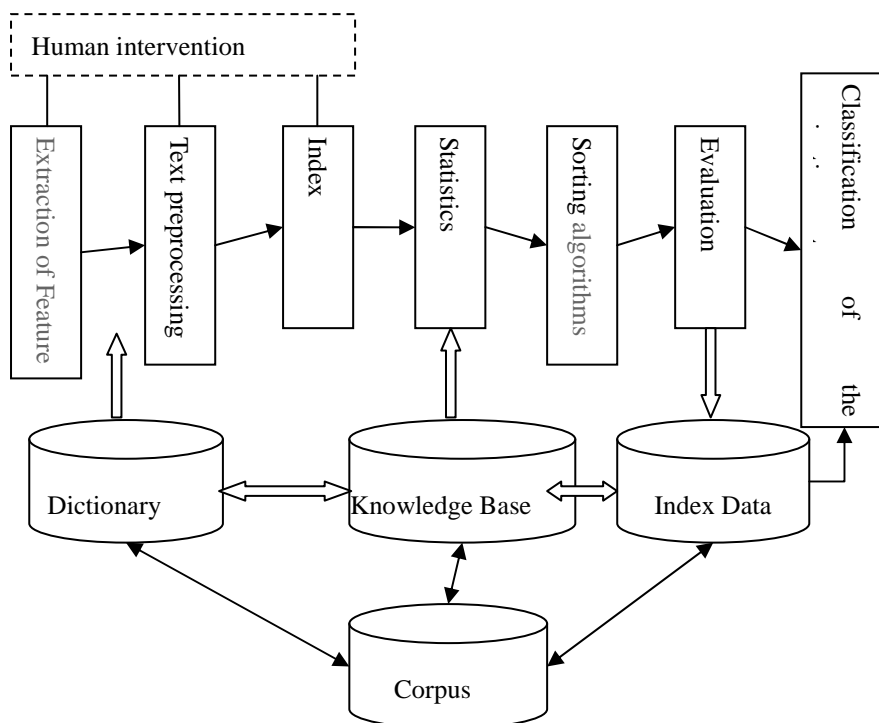 Human intervention
Extraction of Feature
Text preprocessing
Index
Statistics
Sorting algorithms
Evaluation
Classification of the
Dictionary
Knowledge Base
Index Data
Corpus